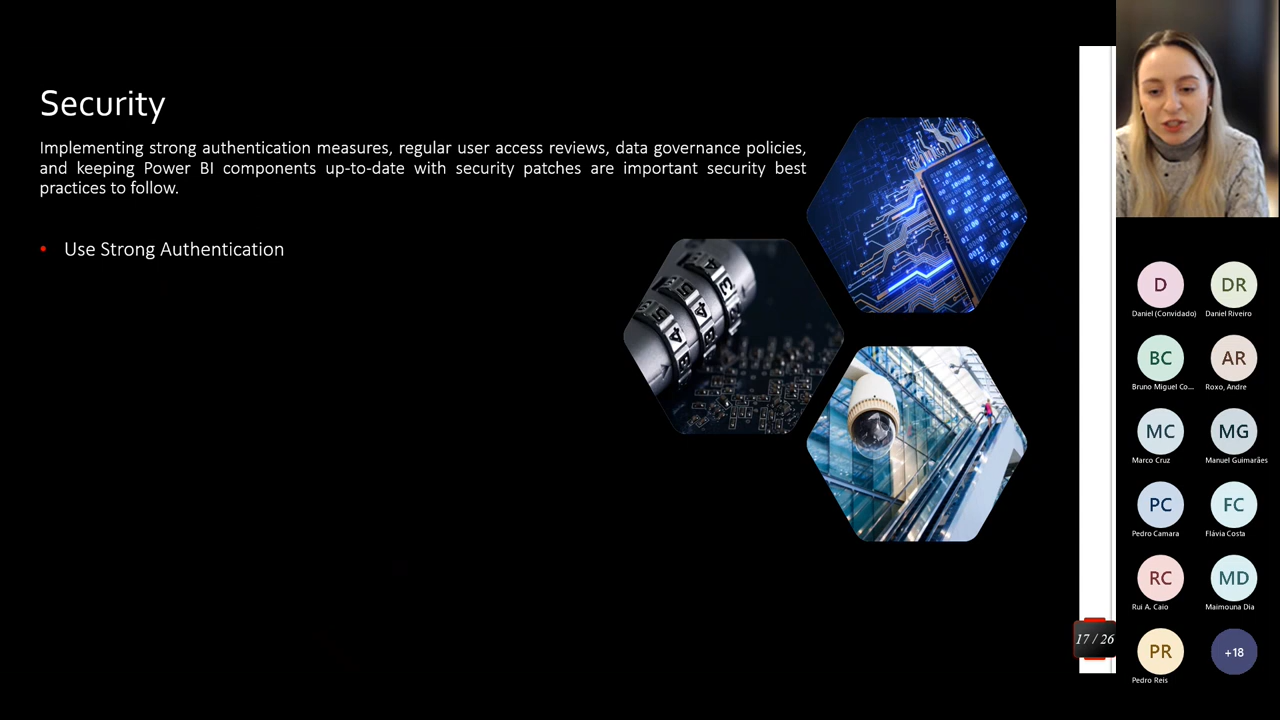 Security
Implementing strong authentication measures, regular user access reviews, data governance policies,
and keeping Power BI components up-to-date with security patches are important security best
practices to follow.
• Use Strong Authentication
17 / 26
D
DR
Daniel (Convidado)
Daniel Riveiro
BC
AR
Bruno Miguel Co...
Roxo, Andre
MC
MG
Marco Cruz
Manuel Guimarães
PC
FC
Pedro Camara
Flávia Costa
RC
MD
Rui A. Caio
Maimouna Dia
PR
+18
Pedro Reis